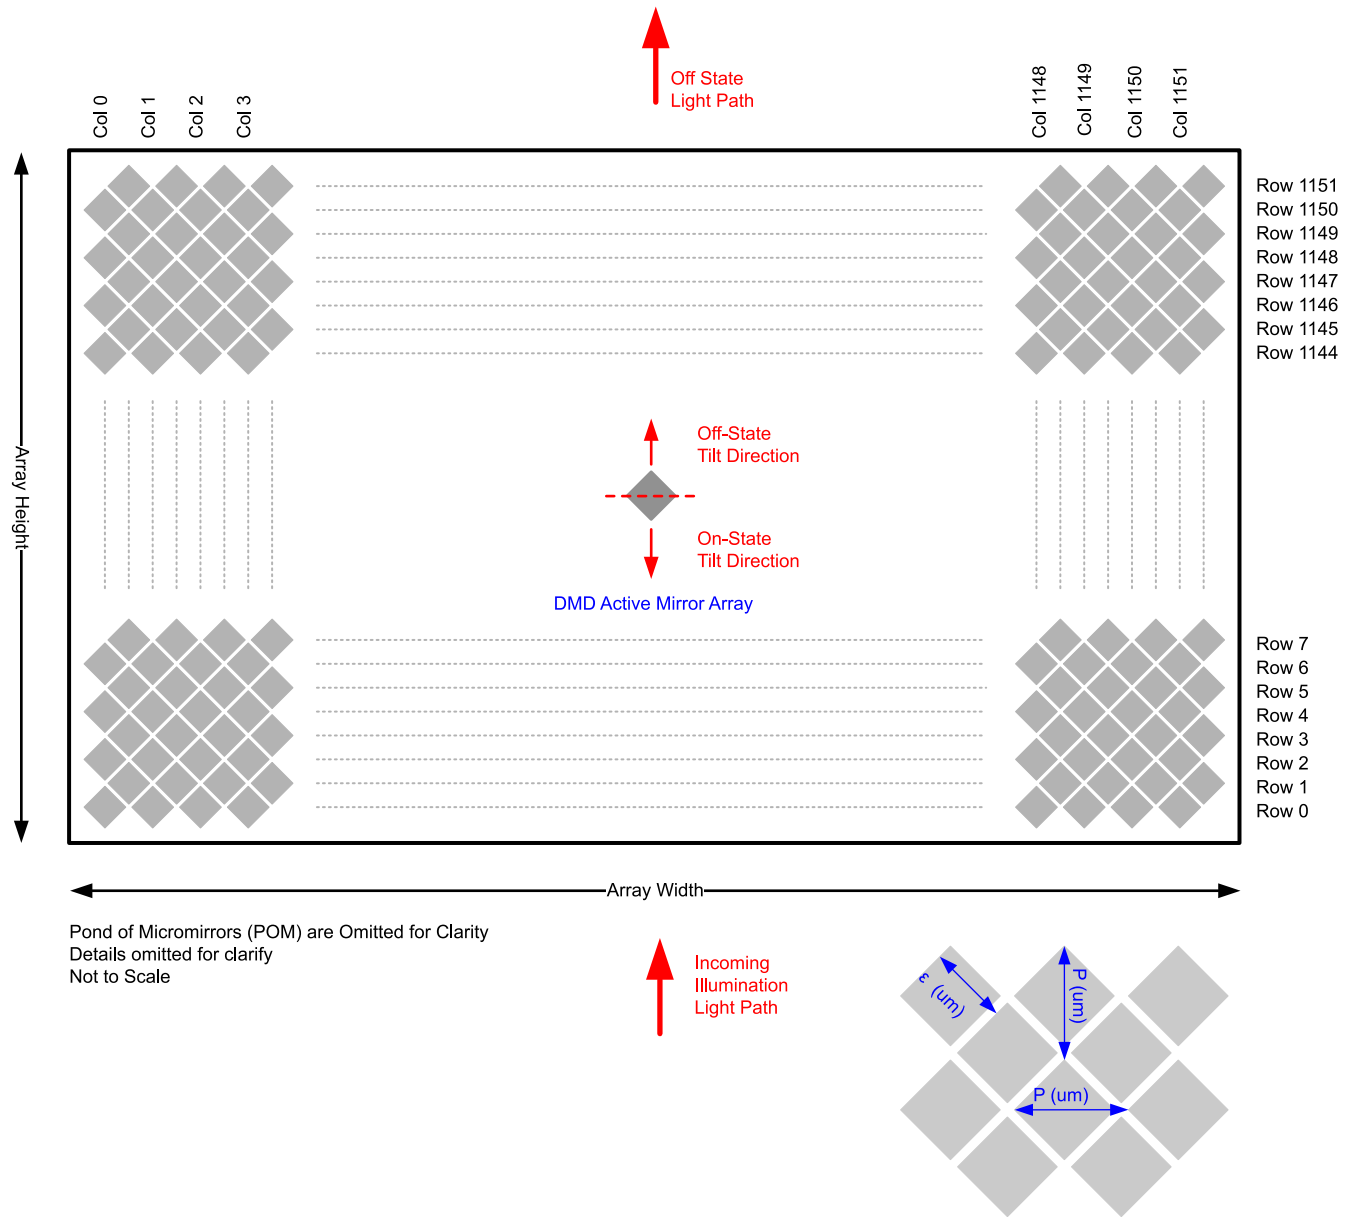 Off State
Light Path
Col 0
Col 1
Col 2
Col 3
Col 1148
Col 1149
Col 1150
Col 1151
Row 1151
Row 1150
Row 1149
Row 1148
Row 1147
Row 1146
Row 1145
Row 1144
Array Height
Off-State
Tilt Direction
On-State
Tilt Direction
DMD Active Mirror Array
Row 7
Row 6
Row 5
Row 4
Row 3
Row 2
Row 1
Row 0
Array Width
Pond of Micromirrors (POM) are Omitted for Clarity
Details omitted for clarify
Not to Scale
Incoming
Illumination
Light Path
ε (um)
P (um)
P (um)